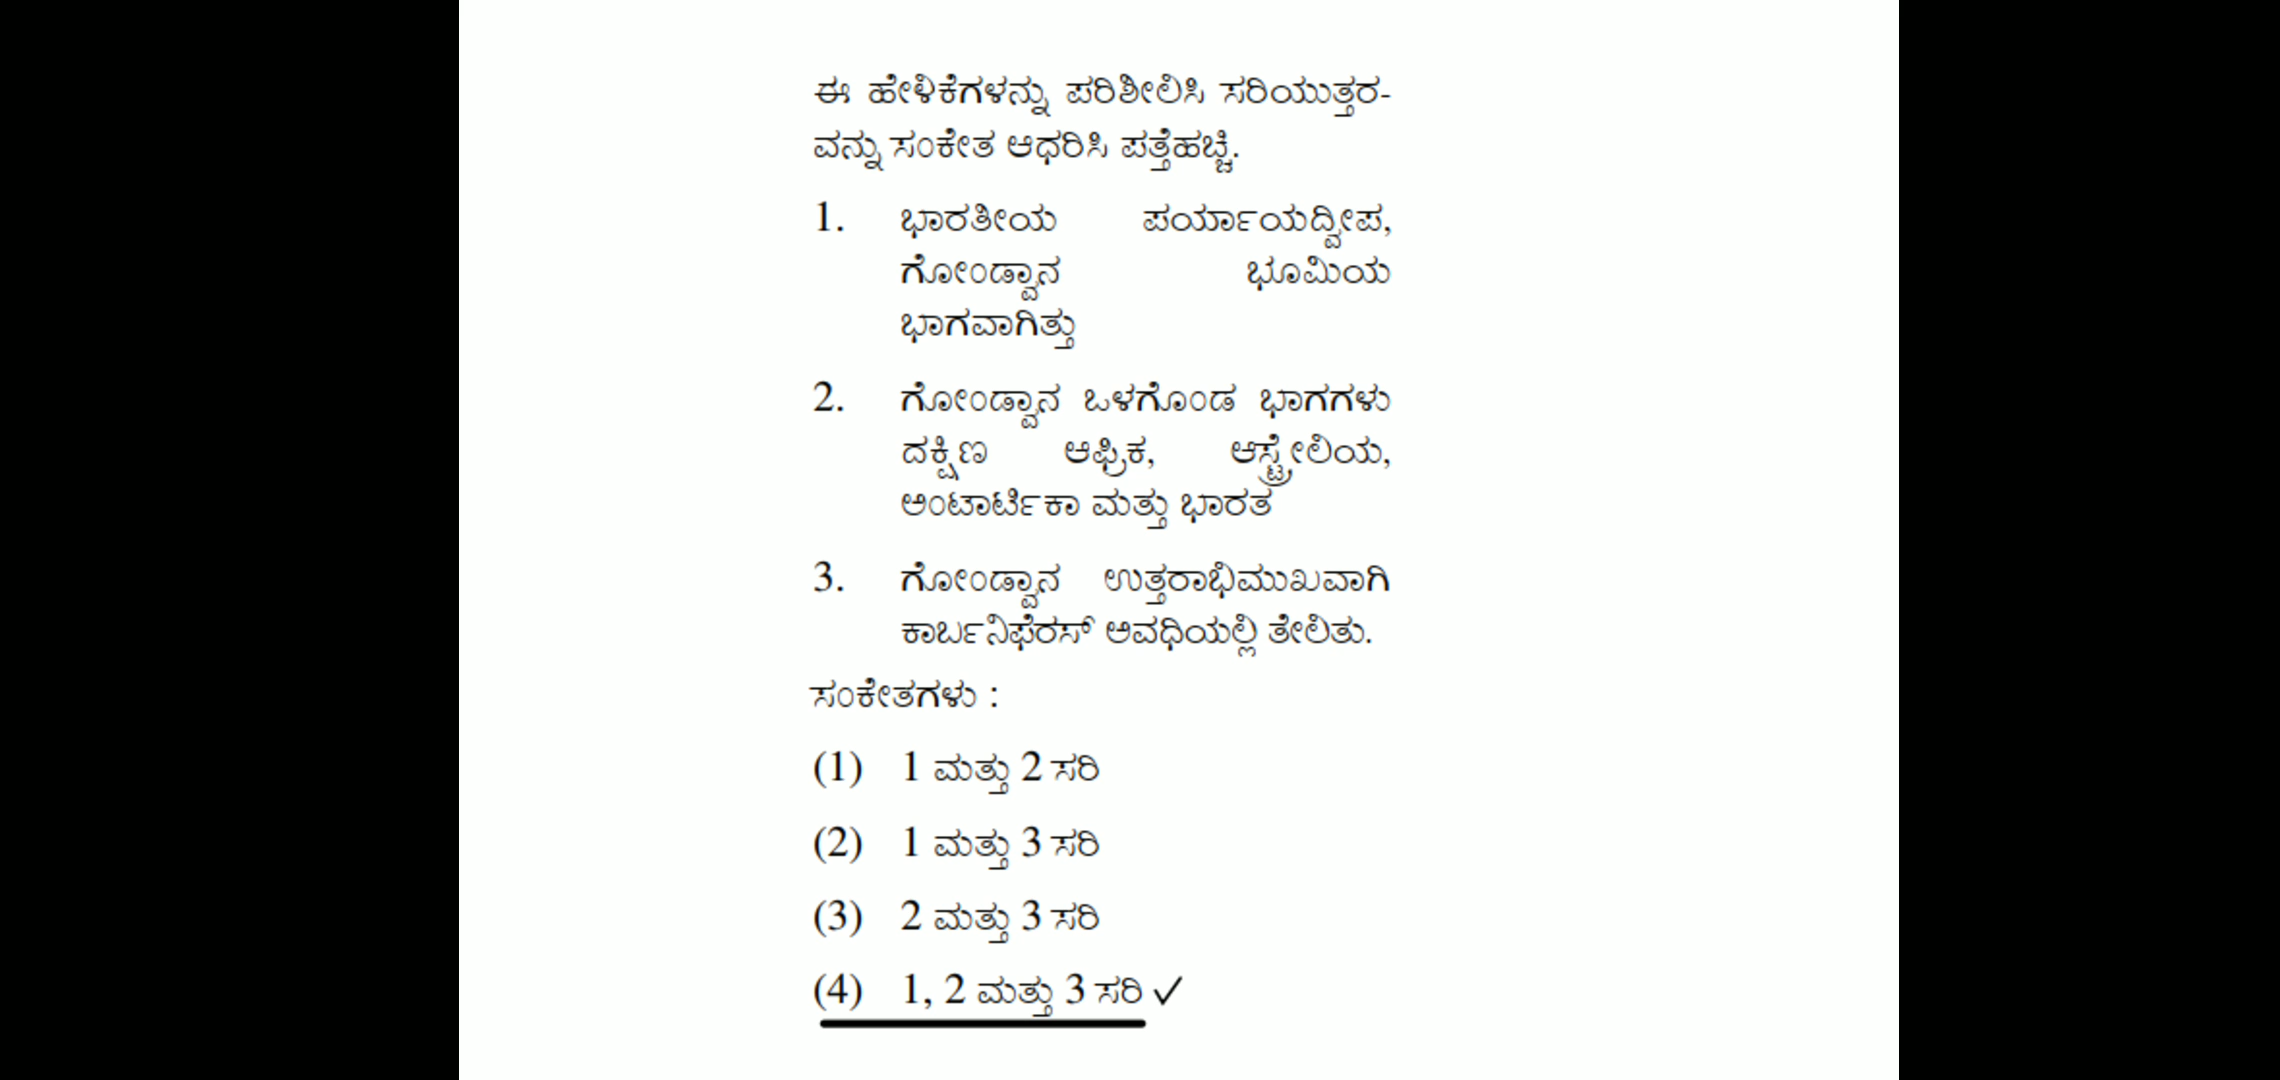 ಈ ಹೇಳಿಕೆಗಳನ್ನು ಪರಿಶೀಲಿಸಿ ಸರಿಯುತ್ತರ-
ವನ್ನು ಸಂಕೇತ ಆಧರಿಸಿ ಪತ್ತೆಹಚ್ಚಿ.
1. ಭಾರತೀಯ ಪರ್ಯಾಯದ್ವೀಪ,
ಗೋಂಡ್ವಾನ ಭೂಮಿಯ
ಭಾಗವಾಗಿತ್ತು
2. ಗೋಂಡ್ವಾನ ಒಳಗೊಂಡ ಭಾಗಗಳು
ದಕ್ಷಿಣ ಆಫ್ರಿಕ, ಆಸ್ಟ್ರೇಲಿಯ,
ಅಂಟಾರ್ಟಿಕಾ ಮತ್ತು ಭಾರತ
3. ಗೋಂಡ್ವಾನ ಉತ್ತರಾಭಿಮುಖವಾಗಿ
ಕಾರ್ಬನಿಫೆರಸ್ ಅವಧಿಯಲ್ಲಿ ತೇಲಿತು.
ಸಂಕೇತಗಳು :
(1) 1 ಮತ್ತು 2 ಸರಿ
(2) 1 ಮತ್ತು 3 ಸರಿ
(3) 2 ಮತ್ತು 3 ಸರಿ
(4) 1, 2 ಮತ್ತು 3 ಸರಿ ✓